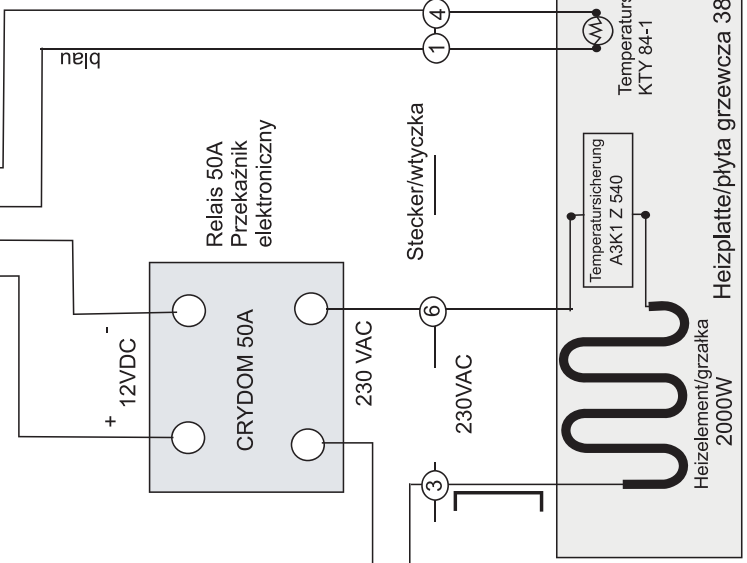 4
1
blau
Temperaturs
KTY 84-1
Relais 50A
Przekaźnik
elektroniczny
Stecker/wtyczka
Temperatursicherung
A3K1 Z 540
Heizplatte/płyta grzewcza 38
- 
12VDC
+
CRYDOM 50A
230 VAC
6
230VAC
3
Heizelement/grzałka
2000W